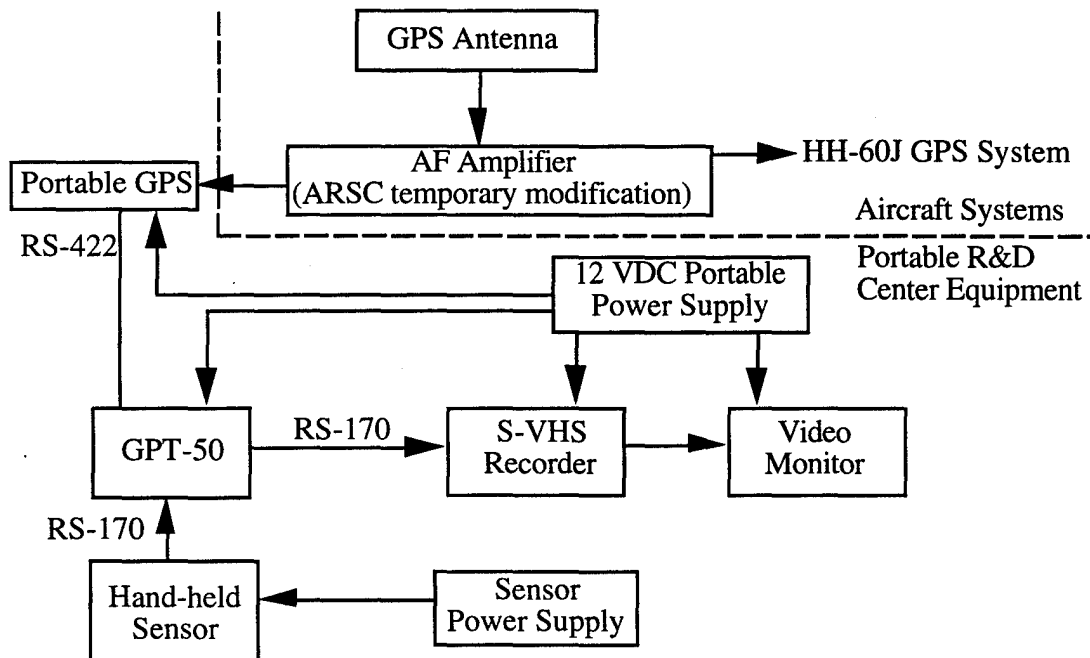 GPS Antenna
AF Amplifier
(ARSC temporary modification)
HH-60J GPS System
Portable GPS
Aircraft Systems
RS-422
Portable R&D
Center Equipment
12 VDC Portable
Power Supply
GPT-50
RS-170
S-VHS
Recorder
Video
Monitor
RS-170
Hand-held
Sensor
Sensor
Power Supply